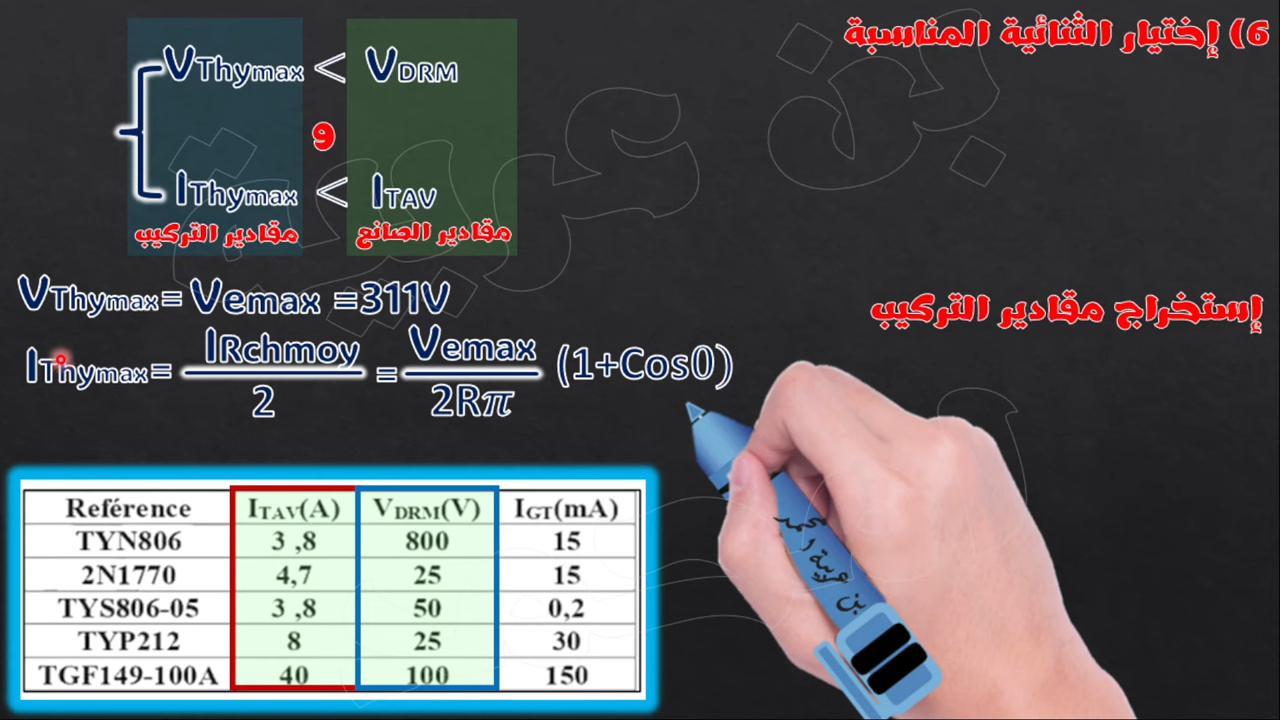 6) إختيار الثنائية المناسبة
VThymax < VDRM
و
IThymax < ITAV
مقادير التركيب مقادير الصانع
إستخراج مقادير التركيب
VThymax = Vemax = 311V
IThymax = IRchmoy / 2 = Vemax / 2Rπ (1+Cos0)
Reférence ITAV(A) VDRM(V) IGT(mA)
TYN806 3 ,8 800 15
2N1770 4,7 25 15
TYS806-05 3 ,8 50 0,2
TYP212 8 25 30
TGF149-100A 40 100 150